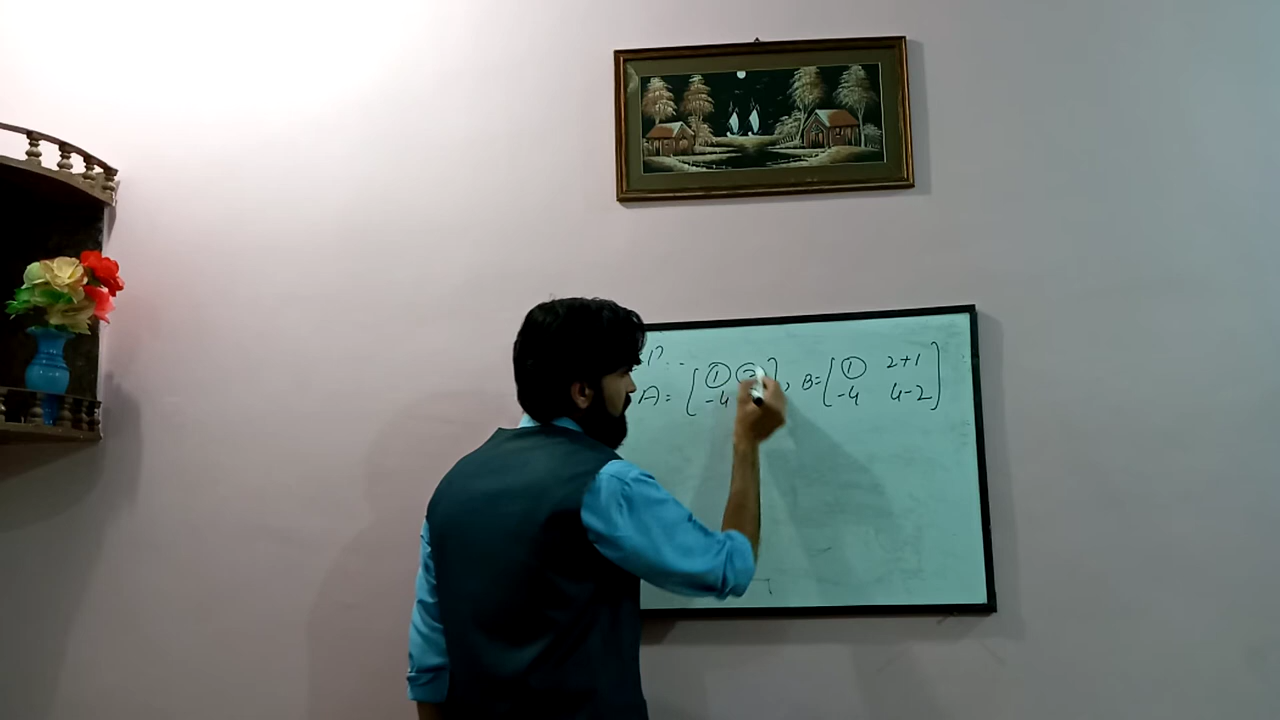 A = [ 1
-4 ], B = [ 1 2+1
-4 4-2 ]